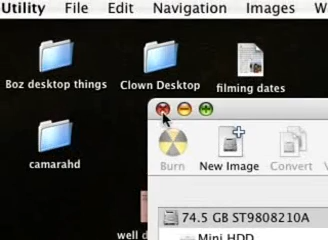 Utility File Edit Navigation Images W
Boz desktop things Clown Desktop filming dates
camarahd
Burn New Image Convert
74.5 GB ST9808210A
Mini HDD
well d